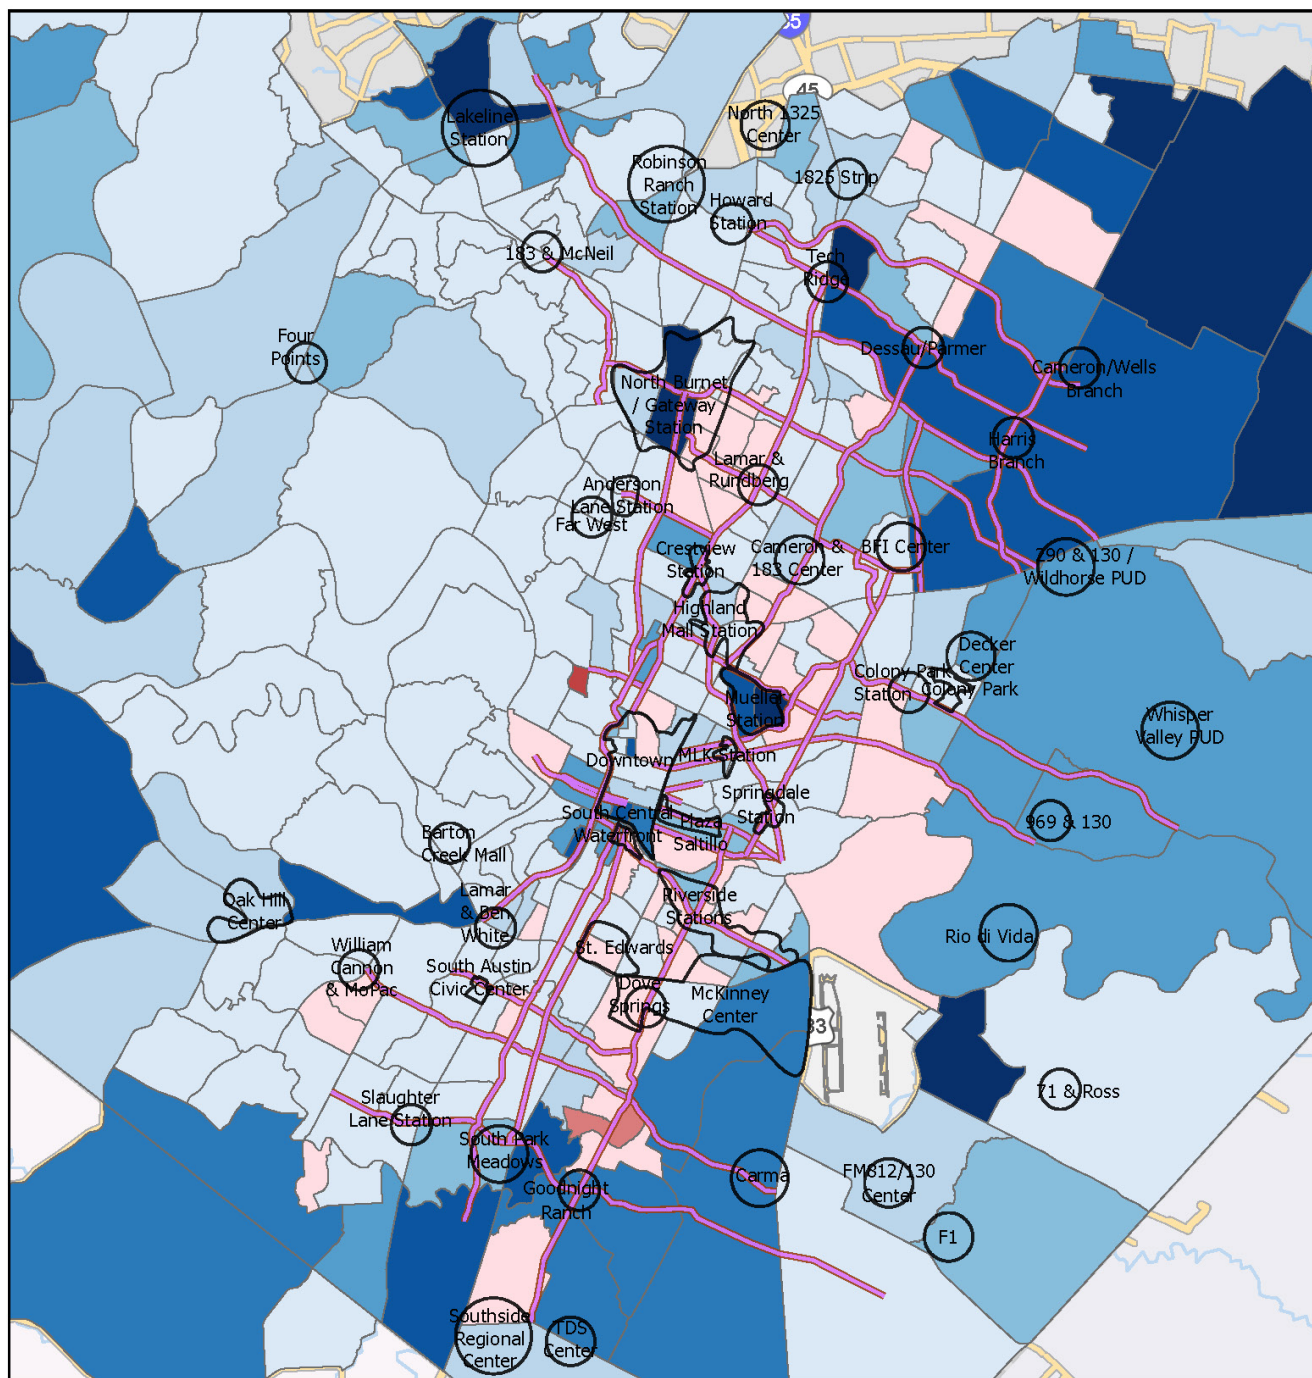 35
45
Lakeline
Station
North 1325
Center
Robinson
Ranch
Station
1825 Strip
Howard
Station
183 & McNeil
Tech
Ridge
Four
Points
Dessau/Parmer
Cameron/Wells
Branch
North Burnet
/ Gateway
Station
Harris
Branch
Lamar &
Rundberg
Anderson
Lane Station
Far West
Crestview
Station
Cameron &
183 Center
BFI Center
290 & 130 /
Wildhorse PUD
Highland
Mall Station
Decker
Center
Colony Park
Station
Colony Park
Mueller
Station
Whisper
Valley PUD
Downtown
MLK Station
Springdale
Station
South Central
Waterfront
Plaza
Saltillo
969 & 130
Barton
Creek Mall
Oak Hill
Center
Lamar
& Ben
White
Riverside
Stations
Rio di Vida
William
Cannon
& MoPac
South Austin
Civic Center
St. Edwards
Dove
Springs
McKinney
Center
71 & Ross
Slaughter
Lane Station
South Park
Meadows
Goodnight
Ranch
Carma
FM812/130
Center
F1
Southside
Regional
Center
TDS
Center